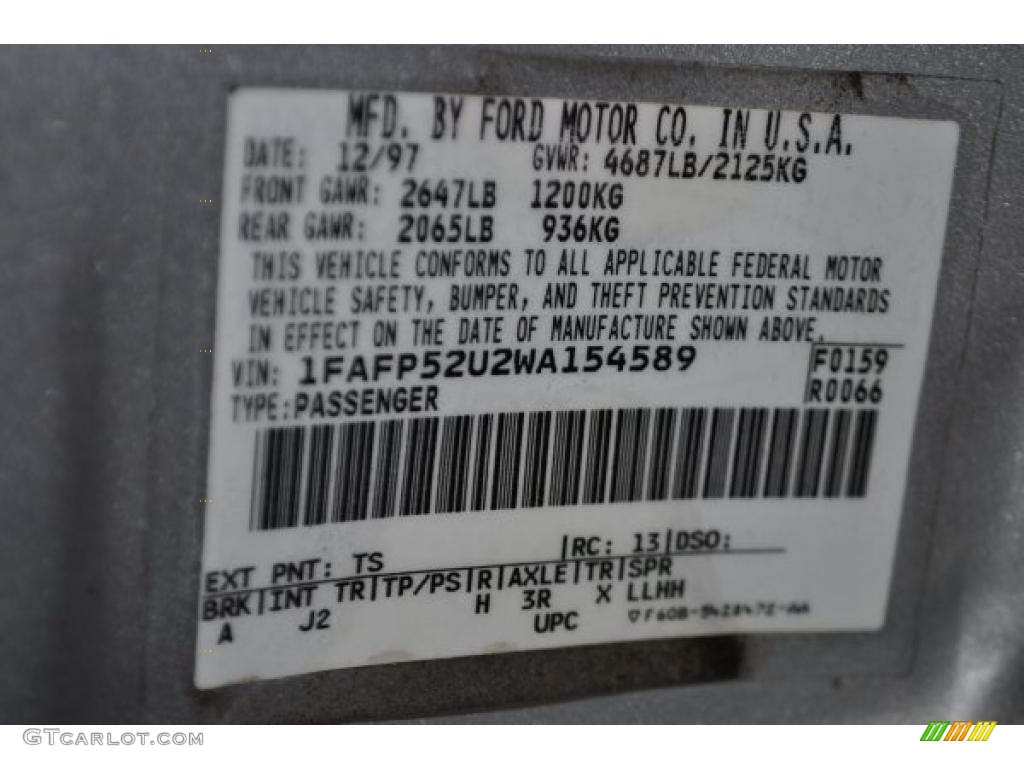 MFD. BY FORD MOTOR CO. IN U.S.A.
DATE: 12/97 GVWR: 4687LB/2125KG
FRONT GAWR: 2647LB 1200KG
REAR GAWR: 2065LB 936KG
THIS VEHICLE CONFORMS TO ALL APPLICABLE FEDERAL MOTOR
VEHICLE SAFETY, BUMPER, AND THEFT PREVENTION STANDARDS
IN EFFECT ON THE DATE OF MANUFACTURE SHOWN ABOVE.
VIN: 1FAFP52U2WA154589 F0159
TYPE: PASSENGER R0066
EXT PNT: TS RC: 13 DSO:
BRK INT TR TP/PS R AXLE TR SPR
A J2 H 3R X LLHH
UPC
GTCARLOT.COM